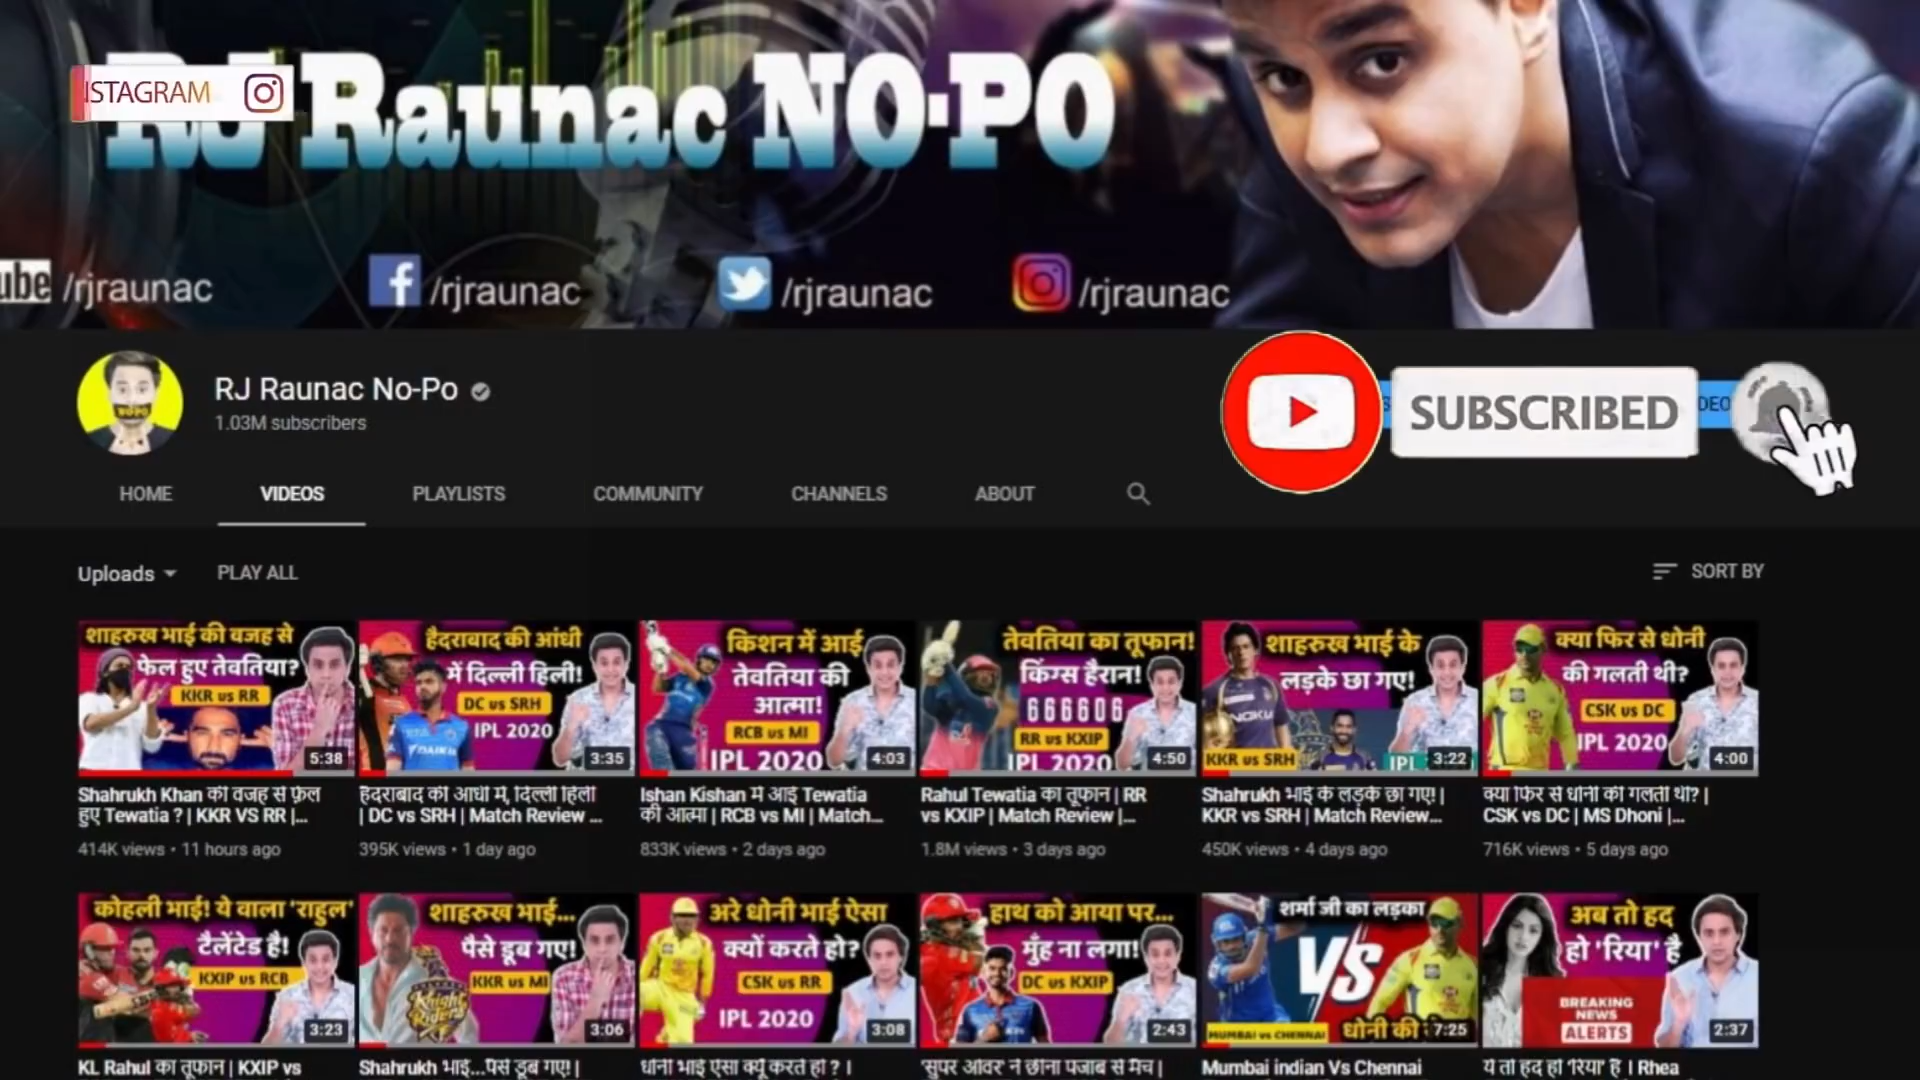 ISTAGRAM
RJ Raunac NO-PO
ube /rjraunac
/rjraunac
/rjraunac
/rjraunac
RJ Raunac No-Po
1.03M subscribers
SUBSCRIBED
DEO
HOME VIDEOS PLAYLISTS COMMUNITY CHANNELS ABOUT
Uploads PLAY ALL
SORT BY
शाहरुख भाई की वजह से
फेल हुए तेवतिया?
KKR vs RR
5:38
हैदराबाद की आंधी
में दिल्ली हिली!
DC vs SRH
IPL 2020
3:35
किशन में आई
तेवतिया की
आत्मा!
RCB vs MI
IPL 2020
4:03
तेवतिया का तूफान!
किंग्स हैरान!
666606
RR vs KXIP
IPL 2020
4:50
शाहरुख भाई के
लड़के छा गए!
KKR vs SRH
IPL
3:22
क्या फिर से धोनी
की गलती थी?
CSK vs DC
IPL 2020
4:00
Shahrukh Khan की वजह से फ़ेल
हुए Tewatia ? | KKR VS RR |...
414K views • 11 hours ago
हैदराबाद की आंधी में, दिल्ली हिली
| DC vs SRH | Match Review ...
395K views • 1 day ago
Ishan Kishan में आई Tewatia
की आत्मा | RCB vs MI | Match...
833K views • 2 days ago
Rahul Tewatia का तूफान | RR
vs KXIP | Match Review |...
1.8M views • 3 days ago
Shahrukh भाई के लड़के छा गए! |
KKR vs SRH | Match Review...
450K views • 4 days ago
क्या फिर से धोनी की गलती थी? |
CSK vs DC | MS Dhoni |...
716K views • 5 days ago
कोहली भाई! ये वाला 'राहुल'
टैलेंटेड है!
KXIP vs RCB
3:23
शाहरुख भाई...
पैसे डूब गए!
KKR vs MI
Knight Riders
3:06
अरे धोनी भाई ऐसा
क्यों करते हो?
CSK vs RR
IPL 2020
3:08
हाथ को आया पर...
मुँह ना लगा!
DC vs KXIP
2:43
शर्मा जी का लड़का
VS
MUMBAI vs CHENNAI
धोनी की
7:25
अब तो हद
हो 'रिया' है
BREAKING
NEWS
ALERTS
2:37
KL Rahul का तूफान | KXIP vs
Shahrukh भाई...पैसे डूब गए! |
धोनी भाई ऐसा क्यूँ करते हो ? |
'सुपर ओवर' ने छीना पंजाब से मैच |
Mumbai indian Vs Chennai
ये तो हद हो 'रिया' है | Rhea